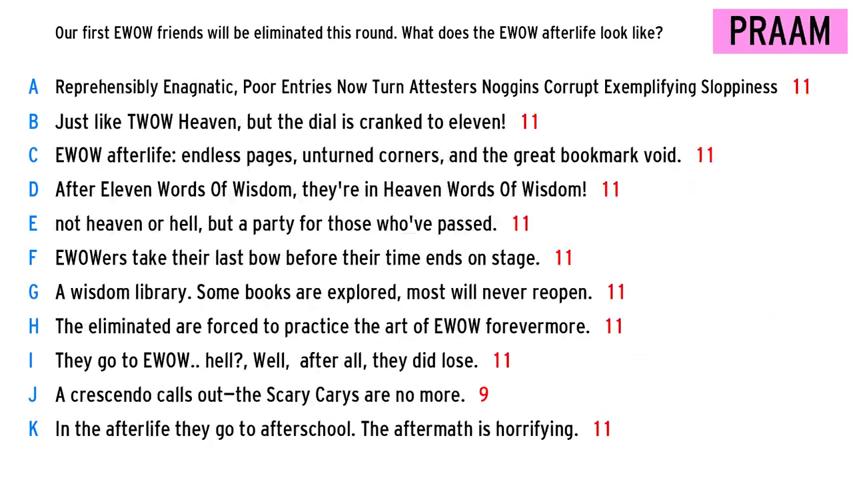 Our first EWOW friends will be eliminated this round. What does the EWOW afterlife look like?
PRAAM
A Reprehensibly Enagnatic, Poor Entries Now Turn Attesters Noggins Corrupt Exemplifying Sloppiness 11
B Just like TWOW Heaven, but the dial is cranked to eleven! 11
C EWOW afterlife: endless pages, unturned corners, and the great bookmark void. 11
D After Eleven Words Of Wisdom, they're in Heaven Words Of Wisdom! 11
E not heaven or hell, but a party for those who've passed. 11
F EWOWers take their last bow before their time ends on stage. 11
G A wisdom library. Some books are explored, most will never reopen. 11
H The eliminated are forced to practice the art of EWOW forevermore. 11
I They go to EWOW.. hell?, Well, after all, they did lose. 11
J A crescendo calls out—the Scary Carys are no more. 9
K In the afterlife they go to afterschool. The aftermath is horrifying. 11